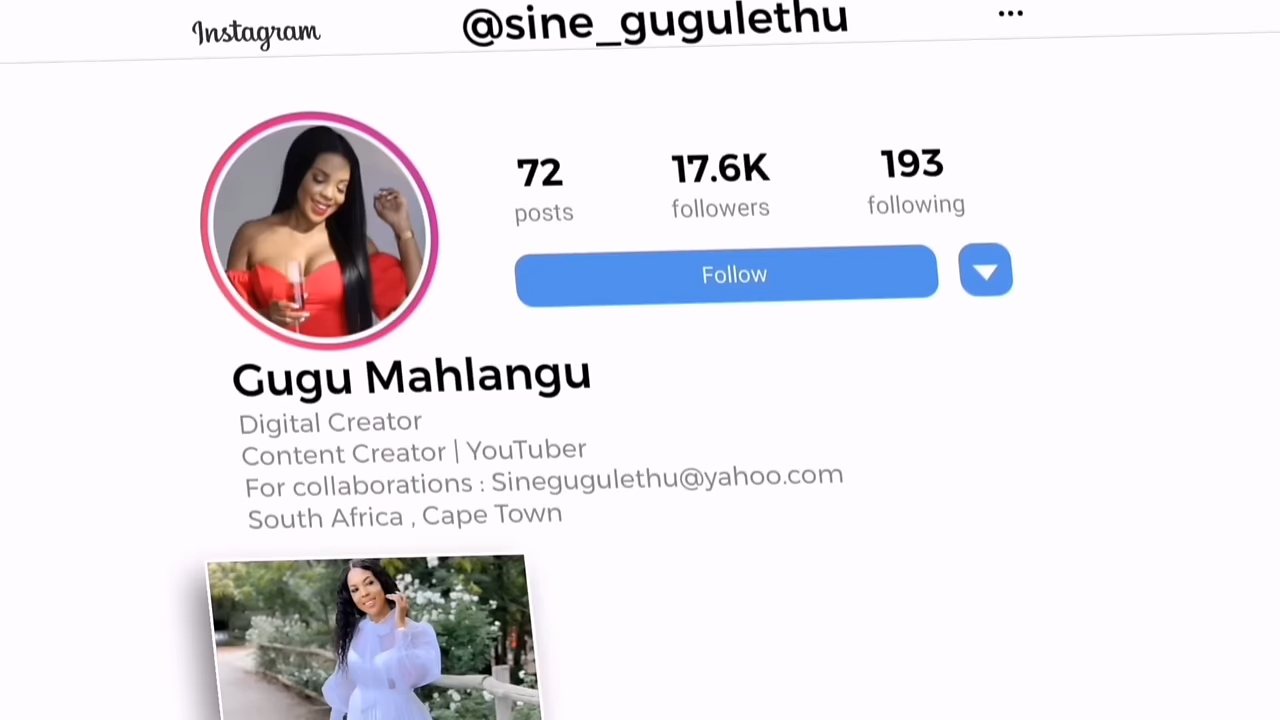 Instagram
@sine_gugulethu
72
17.6K
193
posts
followers
following
Follow
Gugu Mahlangu
Digital Creator
Content Creator | YouTuber
For collaborations : Sinegugulethu@yahoo.com
South Africa , Cape Town